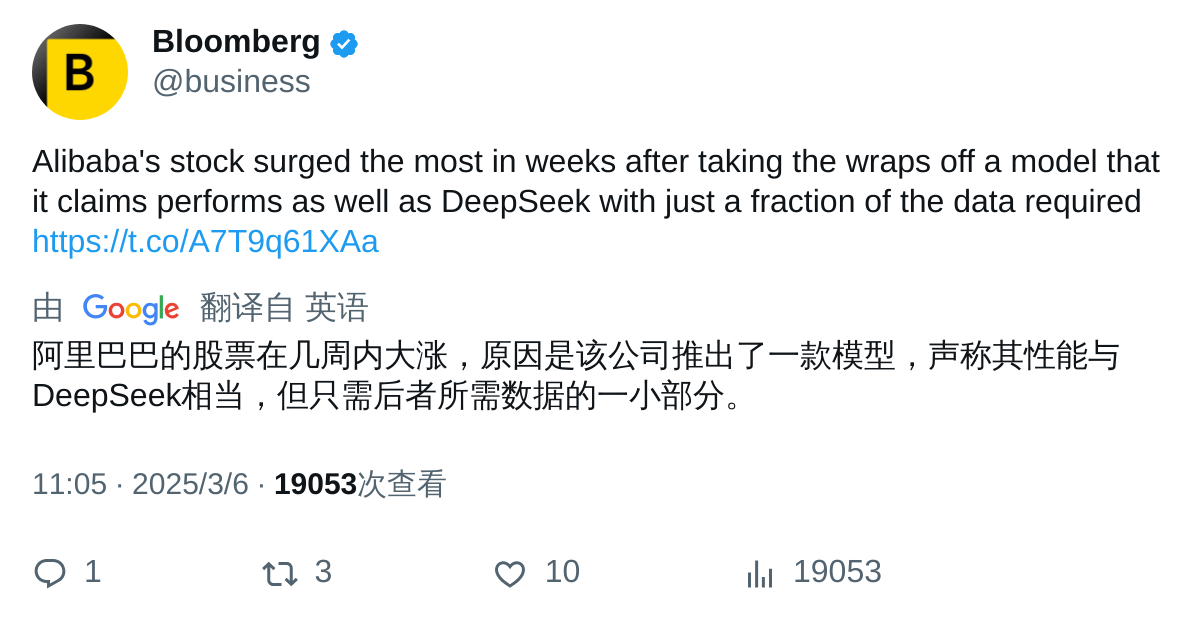 B
Bloomberg
@business
Alibaba's stock surged the most in weeks after taking the wraps off a model that
it claims performs as well as DeepSeek with just a fraction of the data required
https://t.co/A7T9q61XAa
由 Google 翻译自 英语
阿里巴巴的股票在几周内大涨，原因是该公司推出了一款模型，声称其性能与
DeepSeek相当，但只需后者所需数据的一小部分。
11:05 · 2025/3/6 · 19053次查看
1 3 10 19053